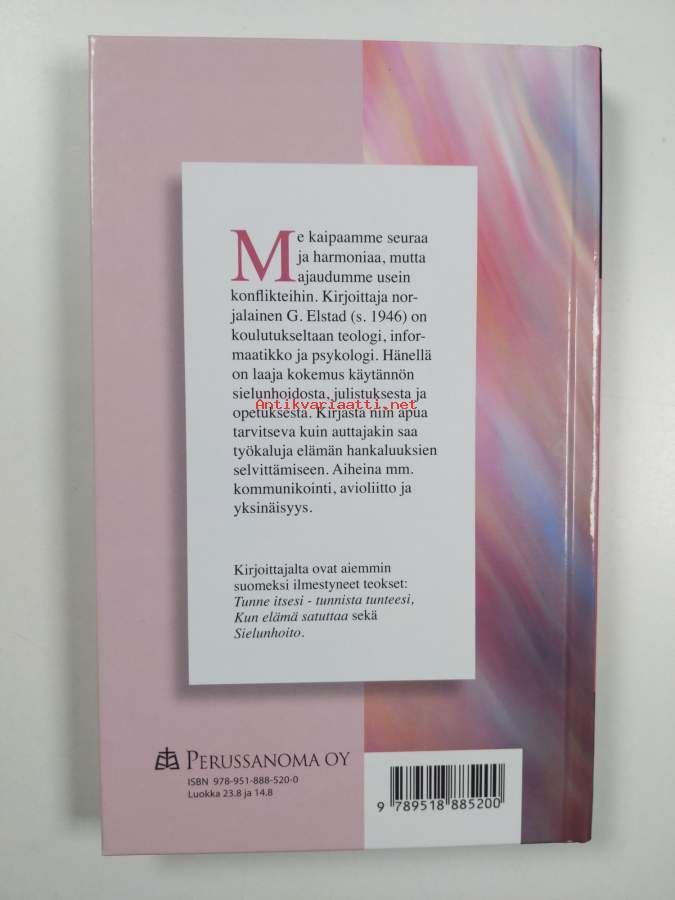 Me kaipaamme seuraa
ja harmoniaa, mutta
ajaudumme usein
konflikteihin. Kirjoittaja nor-
jalainen G. Elstad (s. 1946) on
koulutukseltaan teologi, infor-
maatikko ja psykologi. Hänellä
on laaja kokemus käytännön
sielunhoidosta, julistuksesta ja
Antikvariaatti.net
opetuksesta. Kirjasta niin apua
tarvitseva kuin auttajakin saa
työkaluja elämän hankaluuksien
selvittämiseen. Aiheina mm.
kommunikointi, avioliitto ja
yksinäisyys.
Kirjoittajalta ovat aiemmin
suomeksi ilmestyneet teokset:
Tunne itsesi - tunnista tunteesi,
Kun elämä satuttaa sekä
Sielunhoito.
PERUSSANOMA OY
ISBN 978-951-888-520-0
Luokka 23.8 ja 14.8
9 789518 885200